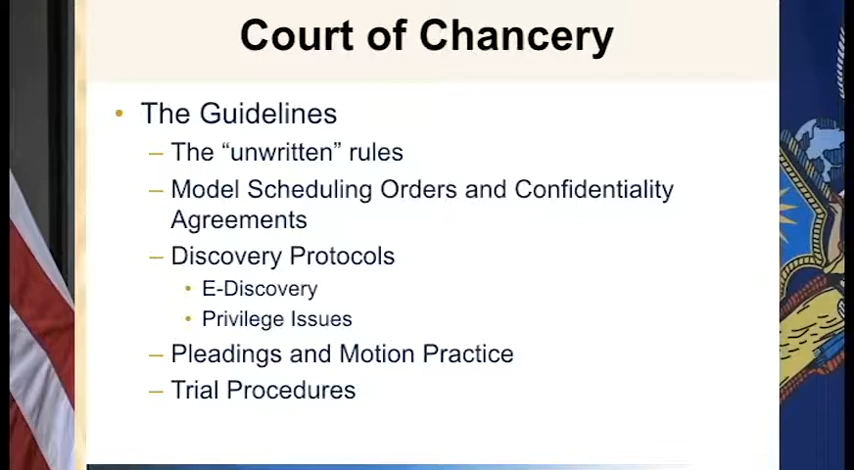 Court of Chancery
• The Guidelines
– The “unwritten” rules
– Model Scheduling Orders and Confidentiality
Agreements
– Discovery Protocols
• E-Discovery
• Privilege Issues
– Pleadings and Motion Practice
– Trial Procedures